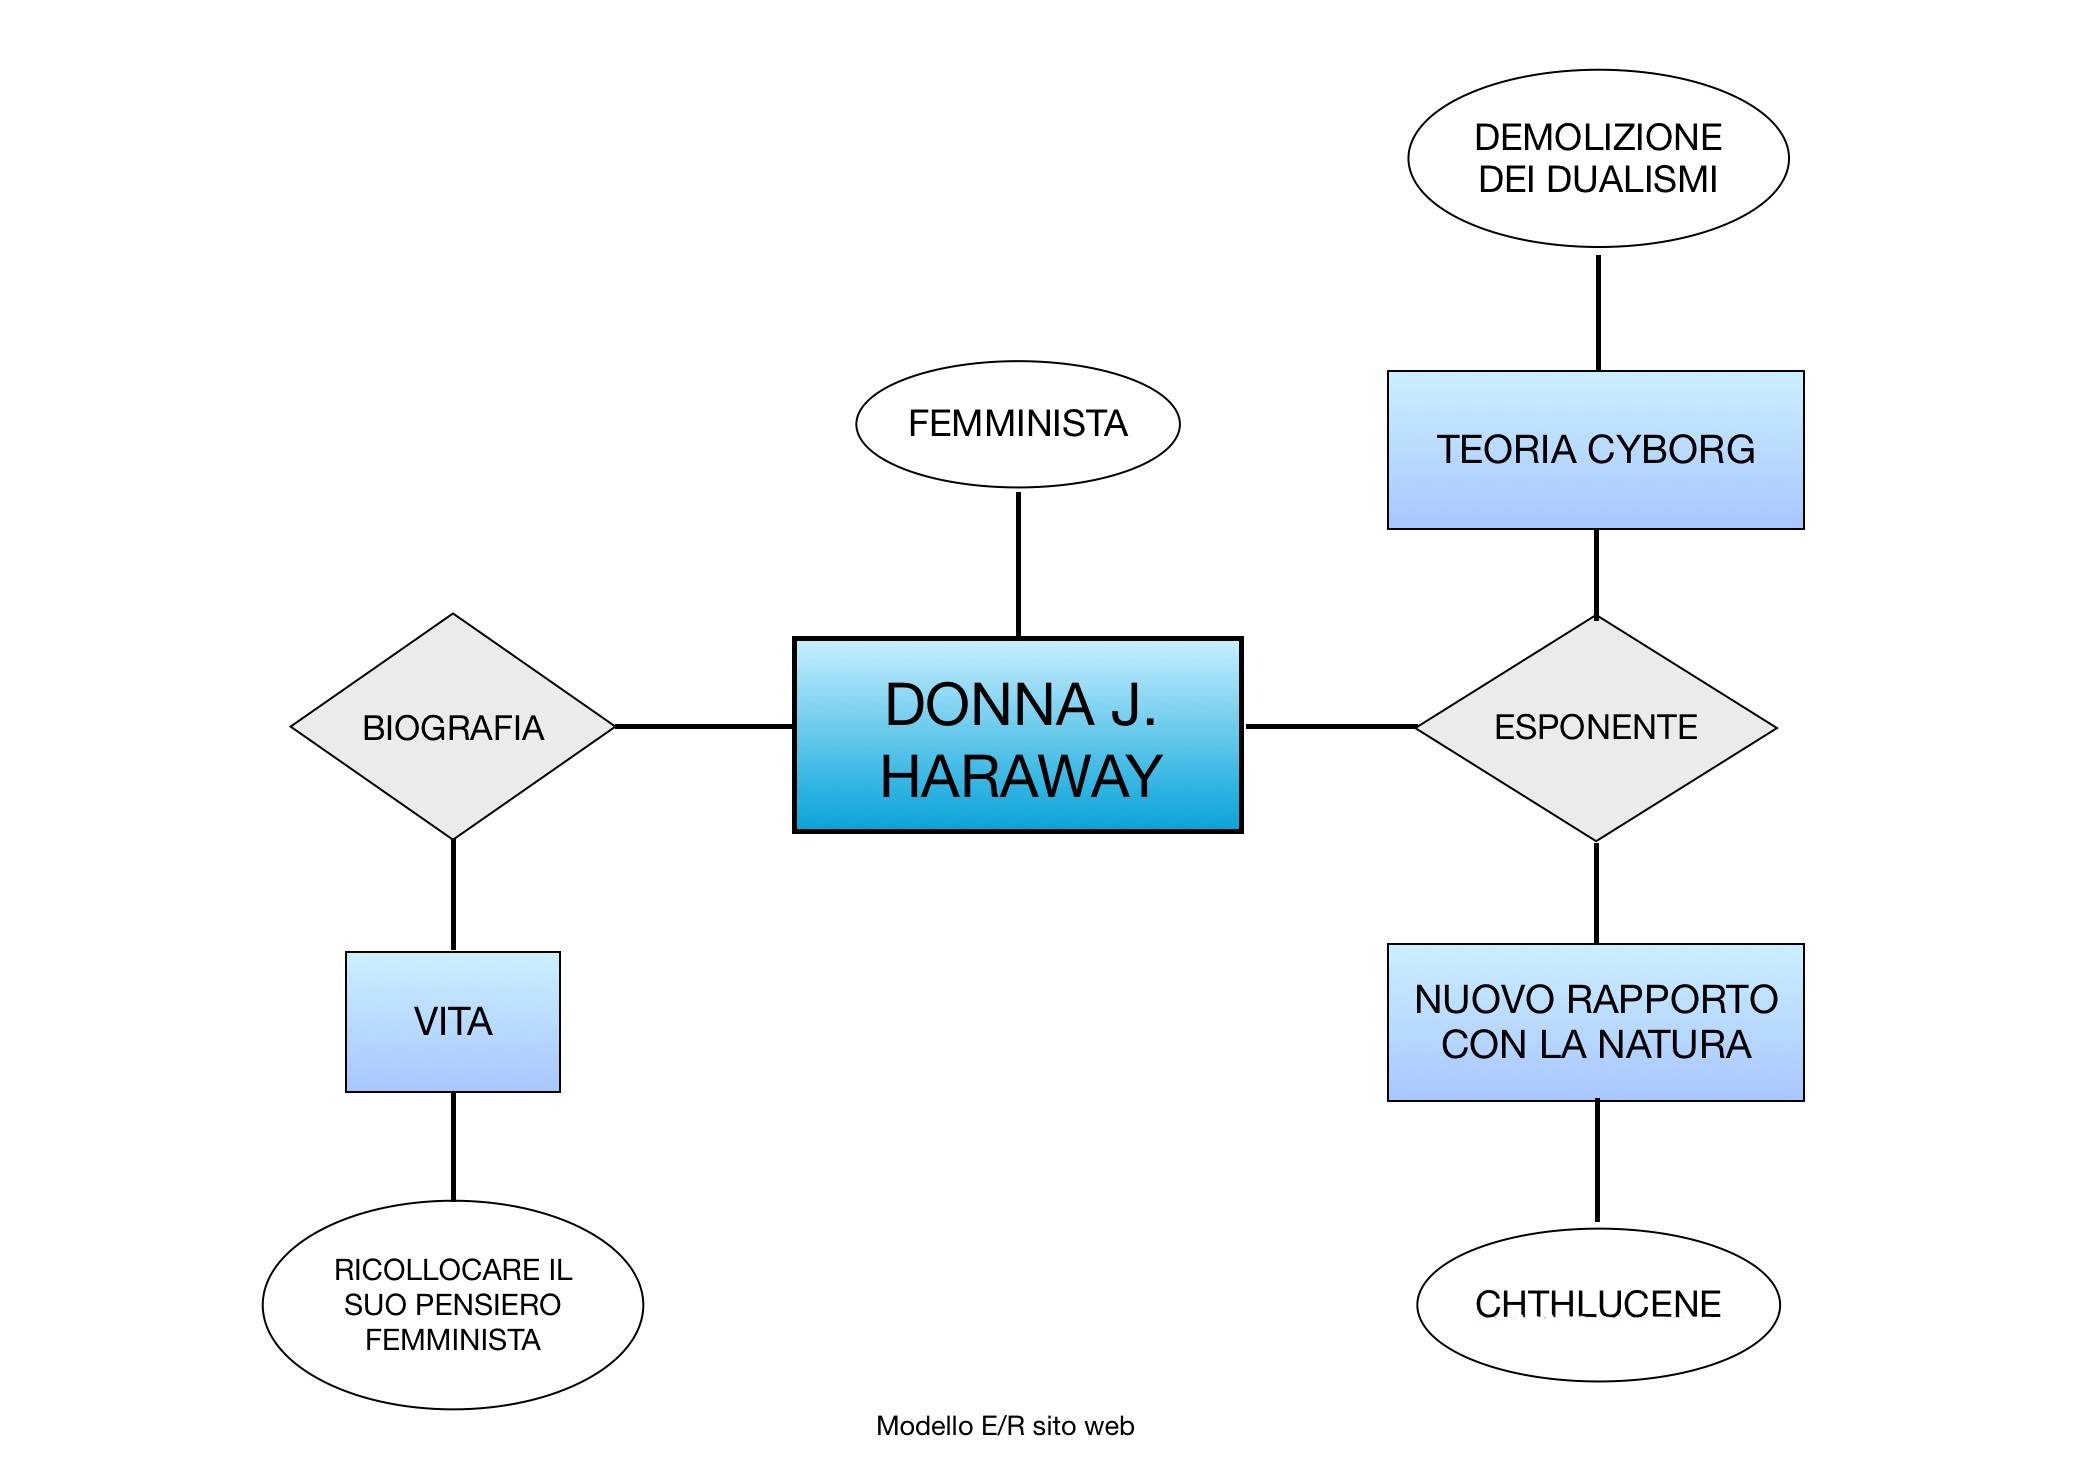 DEMOLIZIONE
DEI DUALISMI
FEMMINISTA
TEORIA CYBORG
DONNA J.
HARAWAY
BIOGRAFIA
ESPONENTE
VITA
NUOVO RAPPORTO
CON LA NATURA
RICOLLOCARE IL
SUO PENSIERO
FEMMINISTA
CHTHLUCENE
Modello E/R sito web